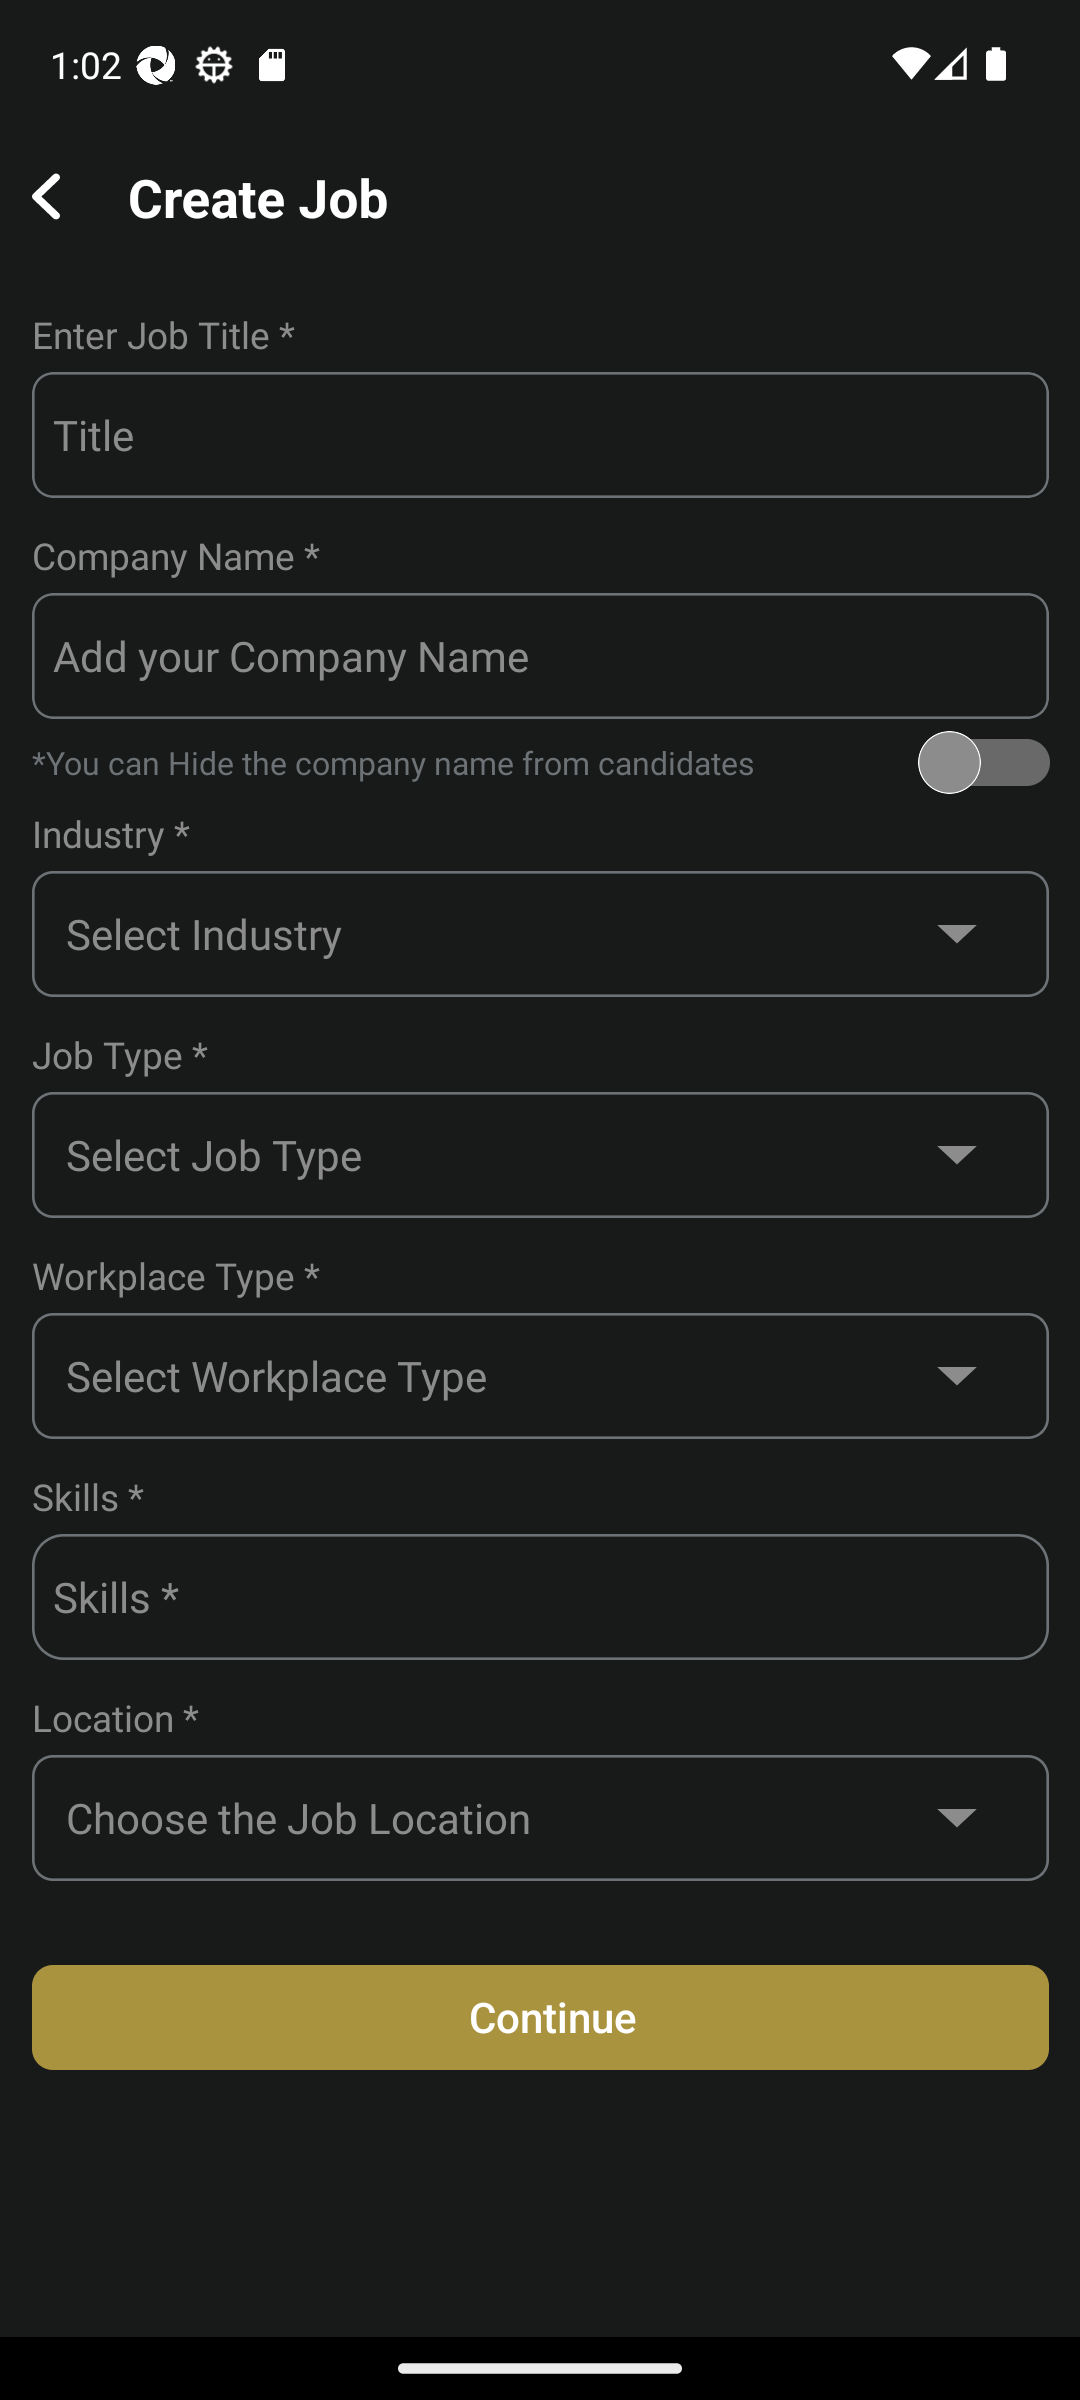 1:02
Create Job
Enter Job Title *
Title
Company Name *
Add your Company Name
*You can Hide the company name from candidates
Industry *
Select Industry
Job Type *
Select Job Type
Workplace Type *
Select Workplace Type
Skills *
Skills *
Location *
Choose the Job Location
Continue